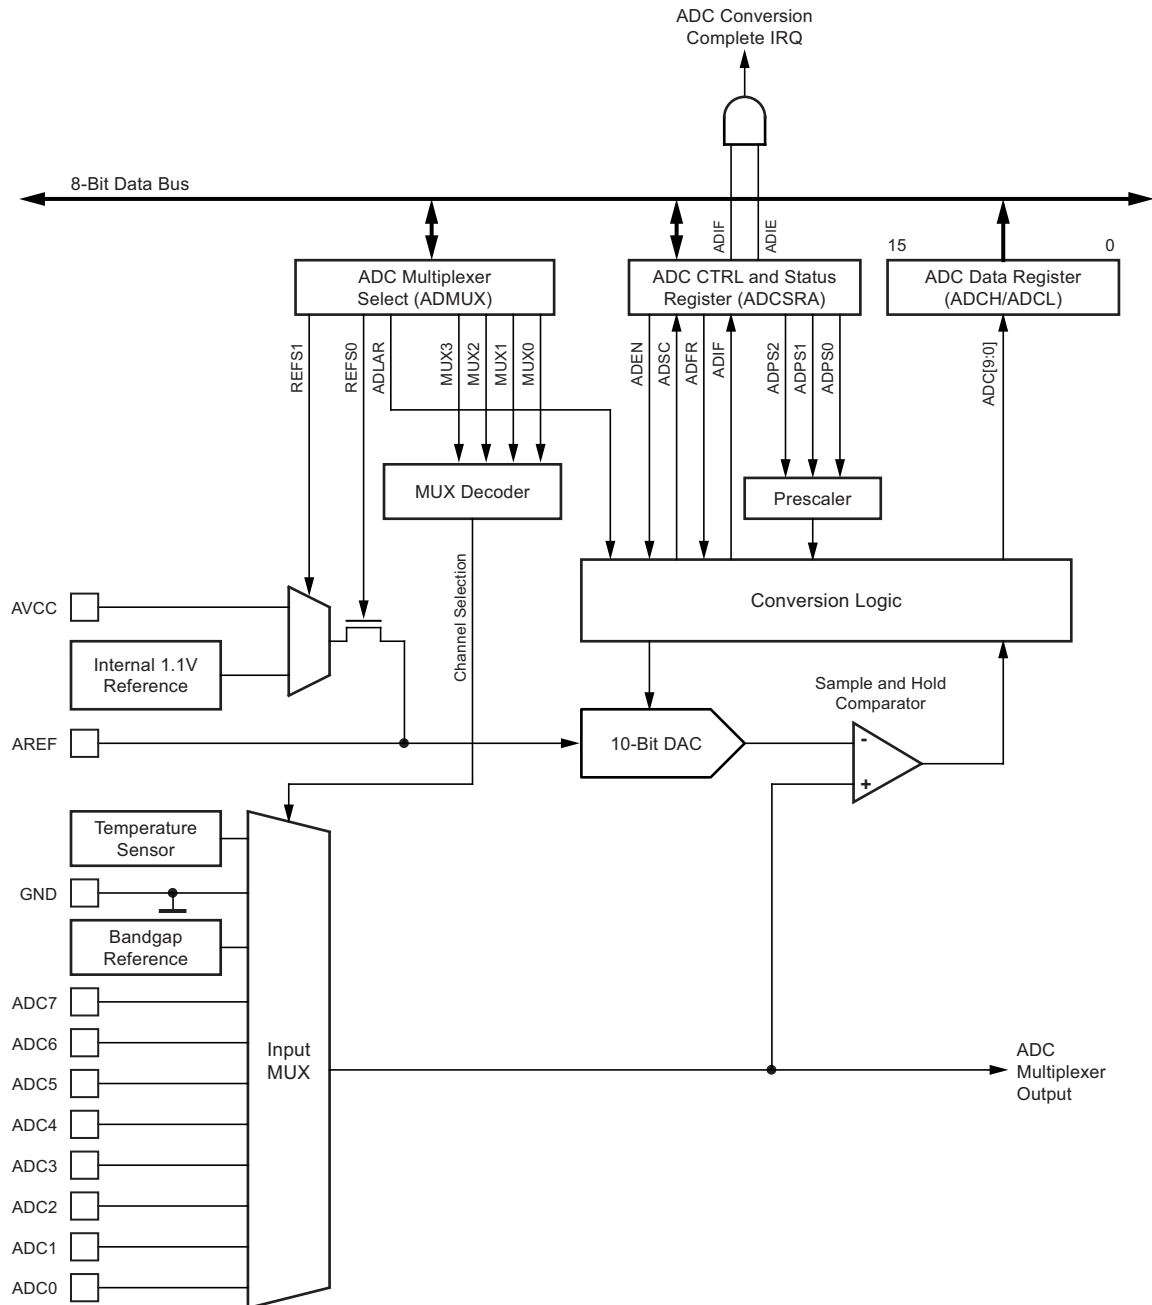 ADC Conversion
Complete IRQ
8-Bit Data Bus
ADIF
ADIE
15
0
ADC Multiplexer
Select (ADMUX)
ADC CTRL and Status
Register (ADCSRA)
ADC Data Register
(ADCH/ADCL)
REFS1
REFS0
ADLAR
MUX3
MUX2
MUX1
MUX0
ADEN
ADSC
ADFR
ADIF
ADPS2
ADPS1
ADPS0
ADC[9:0]
MUX Decoder
Prescaler
Channel Selection
Conversion Logic
AVCC
Internal 1.1V
Reference
Sample and Hold
Comparator
AREF
10-Bit DAC
-
+
Temperature
Sensor
GND
Bandgap
Reference
ADC7
ADC6
ADC5
ADC4
ADC3
ADC2
ADC1
ADC0
Input
MUX
ADC
Multiplexer
Output